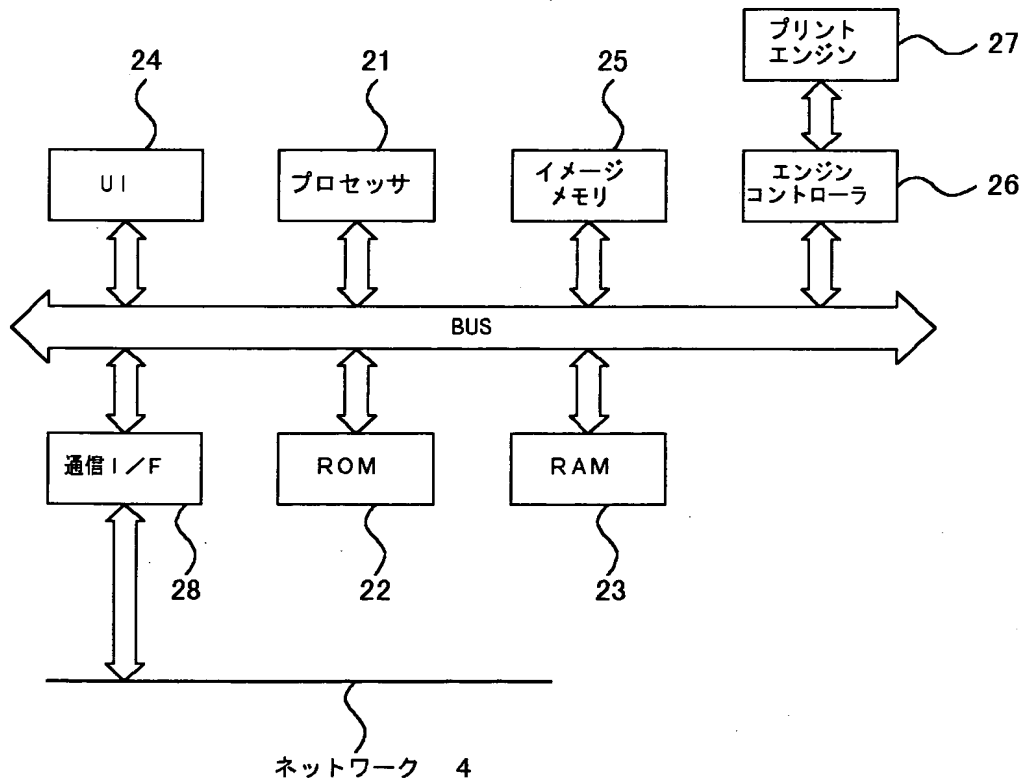 プリント
エンジン
27
24
21
25
UI
プロセッサ
イメージ
メモリ
エンジン
コントローラ
26
BUS
通信I/F
ROM
RAM
28
22
23
ネットワーク 4